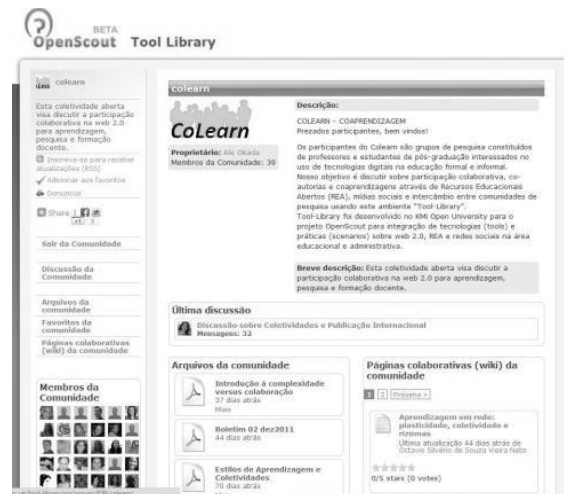 BETA
OpenScout Tool Library
colearn
Esta coletividade aberta
visa discutir a participação
colaborativa na web 2.0
para aprendizagem,
pesquisa e formação
docente.
Inscreva-se para receber
atualizações (RSS)
Adicionar aos favoritos
Denunciar
Share
Sair da Comunidade
Discussão da
Comunidade
Arquivos da
comunidade
Favoritos da
comunidade
Páginas colaborativas
(wiki) da comunidade
Membros da
Comunidade
colearn
CoLearn
Proprietário: Ale Okada
Membros da Comunidade: 39
Descrição:
COLEARN - COAPRENDIZAGEM
Prezados participantes, bem vindos!
Os participantes do Colearn são grupos de pesquisa constituídos
de professores e estudantes de pós-graduação interessados no
uso de tecnologias digitais na educação formal e informal.
Nosso objetivo é discutir sobre participação colaborativa, co-
autorias e coaprendizagens através de Recursos Educacionais
Abertos (REA), mídias sociais e intercâmbio entre comunidades de
pesquisa usando este ambiente "Tool-Library".
Tool-Library foi desenvolvido no KMi Open University para o
projeto OpenScout para integração de tecnologias (tools) e
práticas (scenarios) sobre web 2.0, REA e redes sociais na área
educacional e administrativa.
Breve descrição: Esta coletividade aberta visa discutir a
participação colaborativa na web 2.0 para aprendizagem,
pesquisa e formação docente.
Última discussão
Discussão sobre Coletividades e Publicação Internacional
Mensagens: 32
Arquivos da comunidade
Introdução à complexidade
versus colaboração
37 dias atrás
Mais
Boletim 02 dez2011
44 dias atrás
Estilos de Aprendizagem e
Coletividades
70 dias atrás
Mais
Páginas colaborativas (wiki) da
comunidade
1 2 Próxima »
Aprendizagem em rede:
plasticidade, coletividade e
rizomas
Última atualização 44 dias atrás de
Octavio Silvério de Souza Vieira Neto
0/5 stars (0 votes)